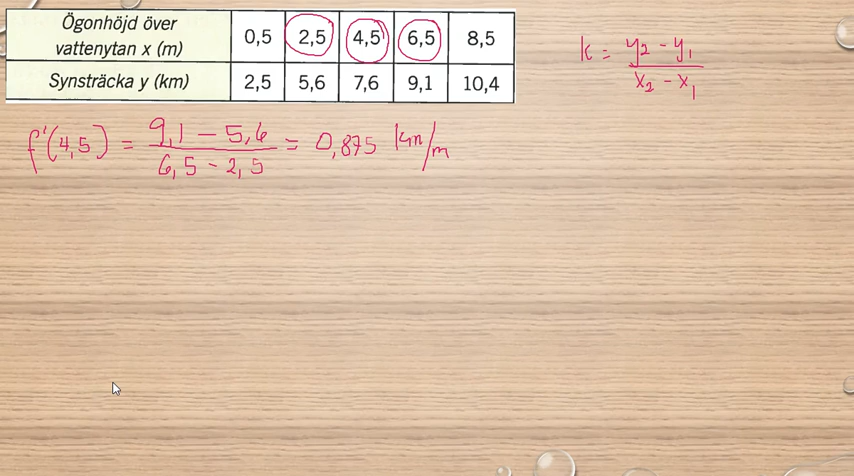 Ögonhöjd över vattenytan x (m) 0,5 2,5 4,5 6,5 8,5
Synsträcka y (km) 2,5 5,6 7,6 9,1 10,4
k = y₂ - y₁ / x₂ - x₁
f'(4,5) = 9,1 - 5,6 / 6,5 - 2,5 = 0,875 km/m